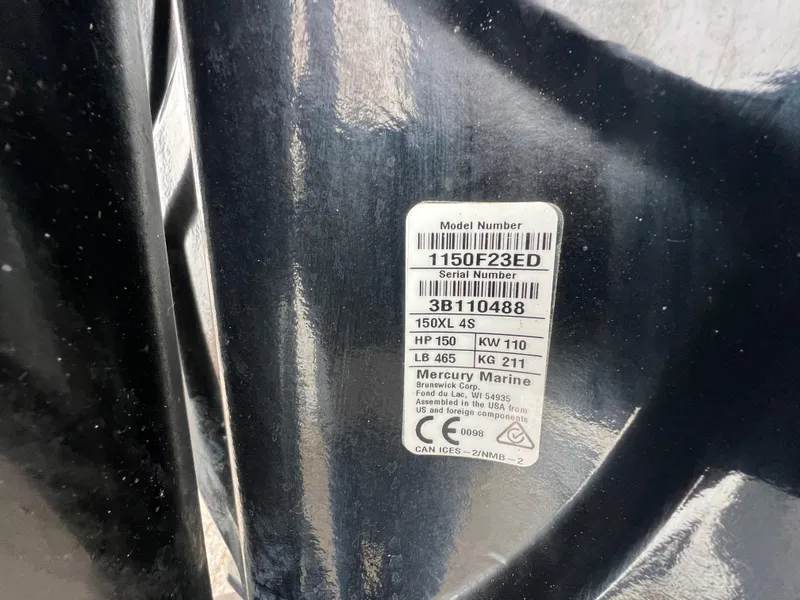 Model Number
1150F23ED
Serial Number
3B110488
150XL 4S
HP 150 KW 110
LB 465 KG 211
Mercury Marine
Brunswick Corp.
Fond du Lac, WI 54935
Assembled in the USA from
US and foreign components
CE 0098
CAN ICES-2/NMB-2